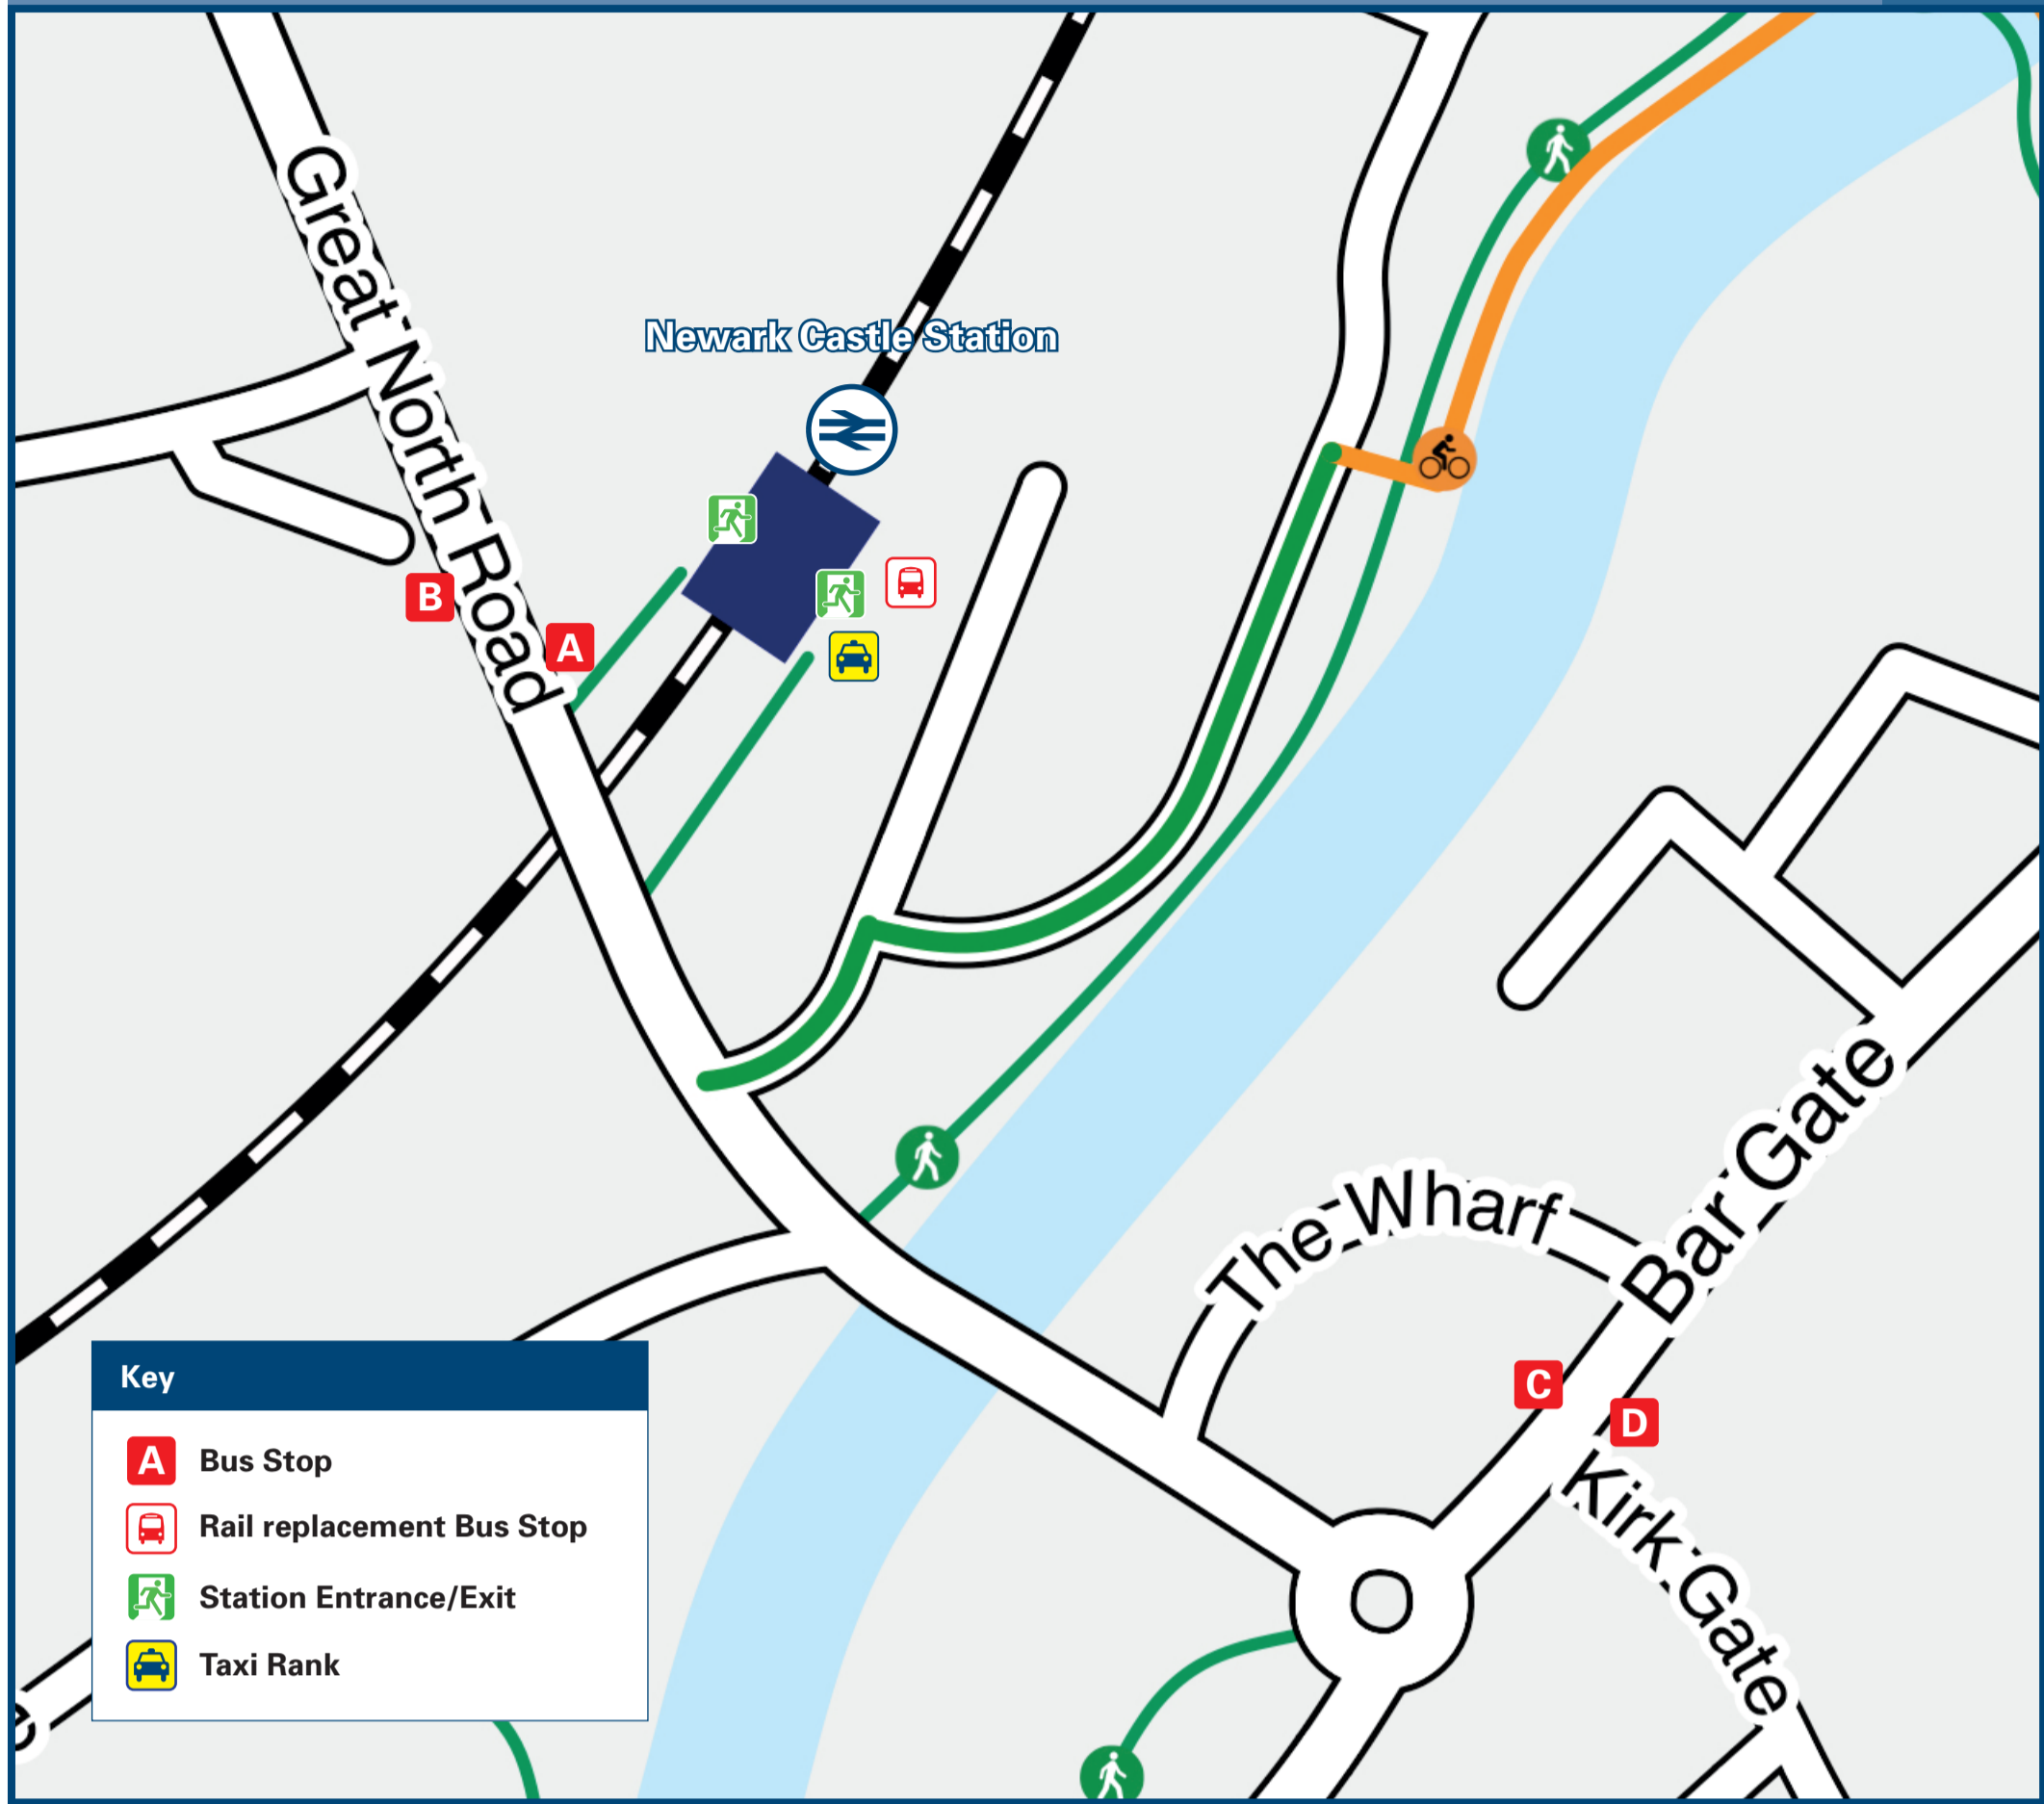 Great North Road
Newark Castle Station
B
A
The Wharf
Bar Gate
C
D
Kirk Gate
Key
A Bus Stop
Rail replacement Bus Stop
Station Entrance/Exit
Taxi Rank
e